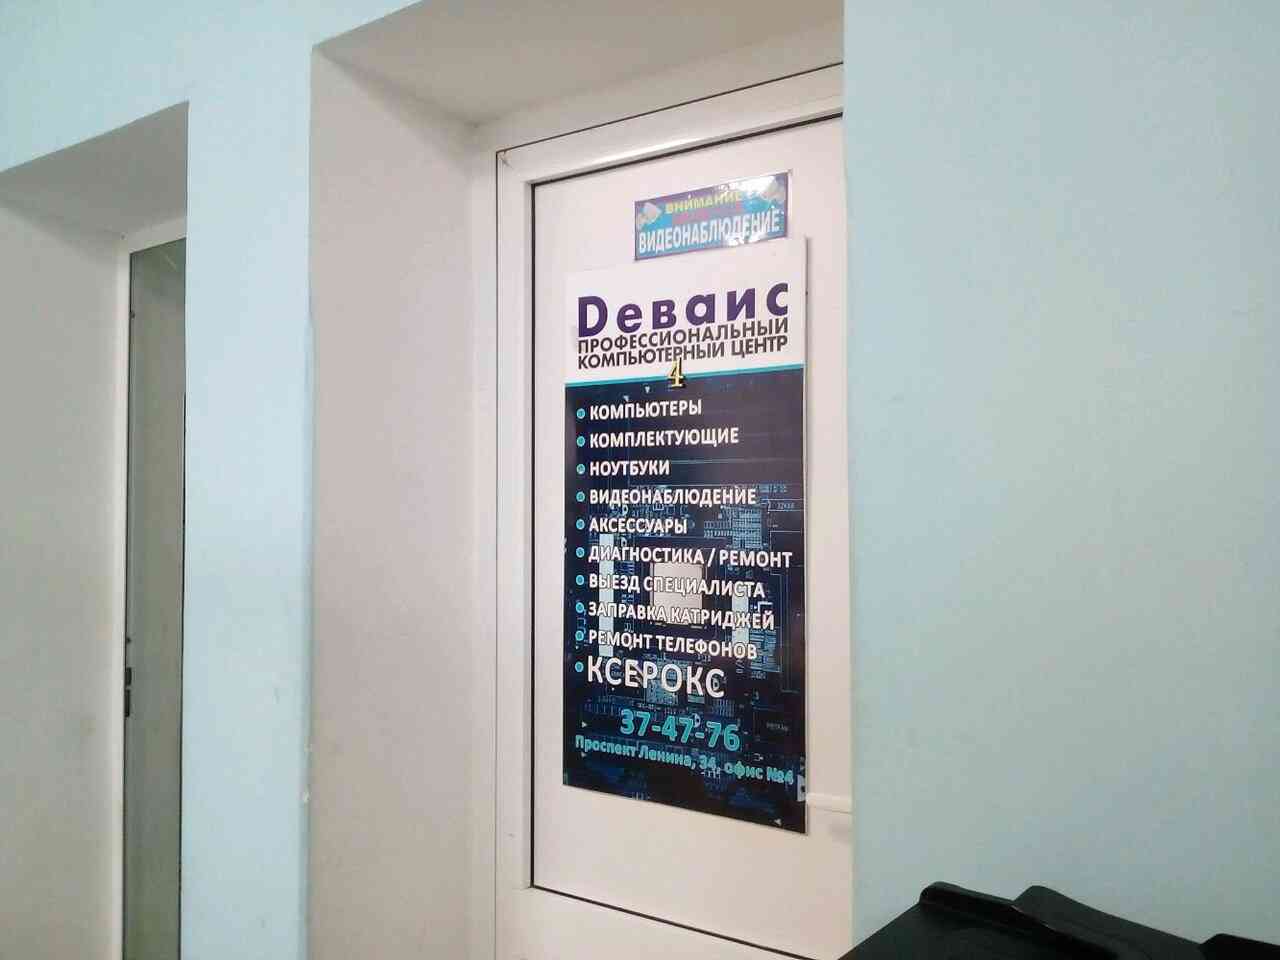 ВНИМАНИЕ
ВИДЕОНАБЛЮДЕНИЕ
Dеваис
ПРОФЕССИОНАЛЬНЫЙ
КОМПЬЮТЕРНЫЙ ЦЕНТР
4
КОМПЬЮТЕРЫ
КОМПЛЕКТУЮЩИЕ
НОУТБУКИ
ВИДЕОНАБЛЮДЕНИЕ
АКСЕССУАРЫ
ДИАГНОСТИКА / РЕМОНТ
ВЫЕЗД СПЕЦИАЛИСТА
ЗАПРАВКА КАТРИДЖЕЙ
РЕМОНТ ТЕЛЕФОНОВ
КСЕРОКС
37-47-76
Проспект Ленина, 34, офис №4